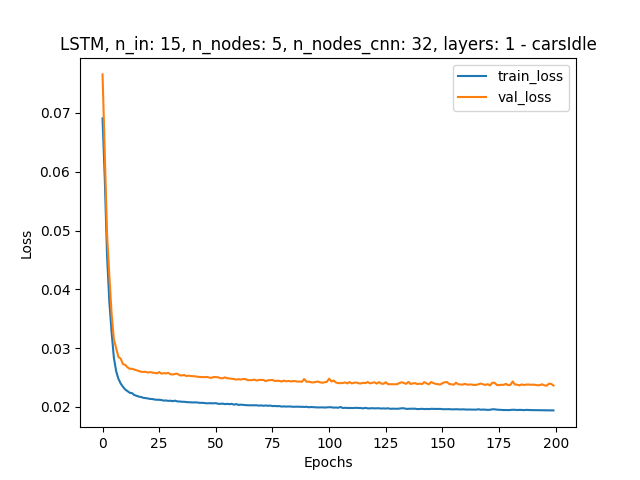 LSTM, n_in: 15, n_nodes: 5, n_nodes_cnn: 32, layers: 1 - carsIdle
train_loss
val_loss
0.07
0.06
0.05
0.04
0.03
0.02
Loss
0 25 50 75 100 125 150 175 200
Epochs